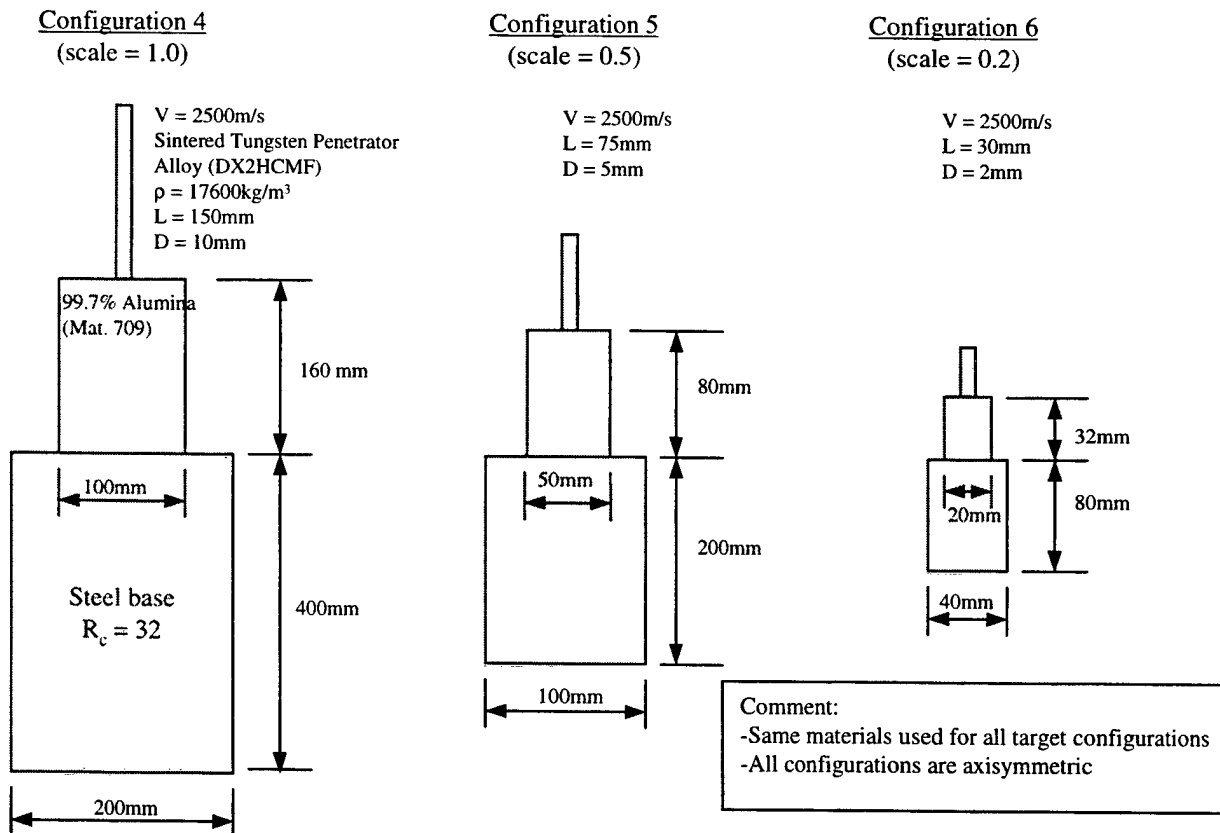 Configuration 4
(scale = 1.0)
V = 2500m/s
Sintered Tungsten Penetrator
Alloy (DX2HCMF)
ρ = 17600kg/m³
L = 150mm
D = 10mm
99.7% Alumina
(Mat. 709)
160 mm
100mm
Steel base
R_c = 32
400mm
200mm
Configuration 5
(scale = 0.5)
V = 2500m/s
L = 75mm
D = 5mm
80mm
50mm
200mm
100mm
Configuration 6
(scale = 0.2)
V = 2500m/s
L = 30mm
D = 2mm
32mm
20mm
80mm
40mm
Comment:
-Same materials used for all target configurations
-All configurations are axisymmetric